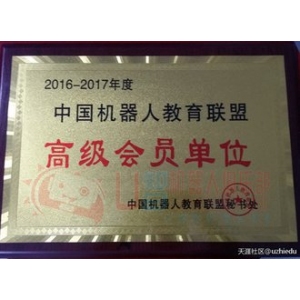 2016-2017年度
中国机器人教育联盟
高级会员单位
中国机器人教育联盟秘书处
天涯社区@uzhiedu